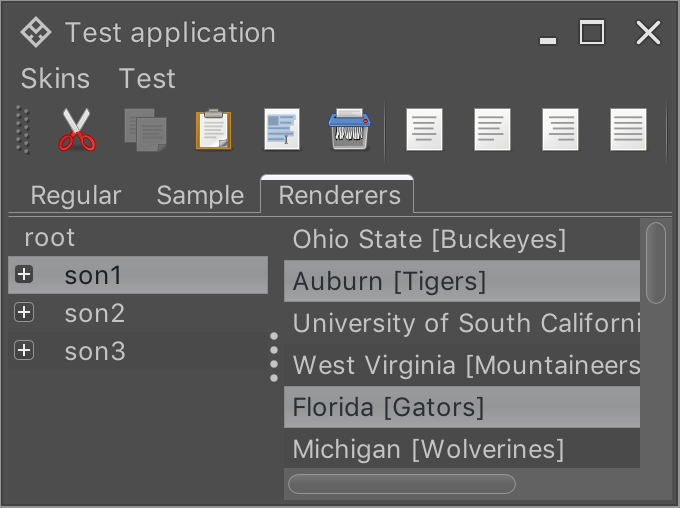 Test application
Skins Test
Regular Sample Renderers
root
son1
son2
son3
Ohio State [Buckeyes]
Auburn [Tigers]
University of South Californi
West Virginia [Mountaineers
Florida [Gators]
Michigan [Wolverines]